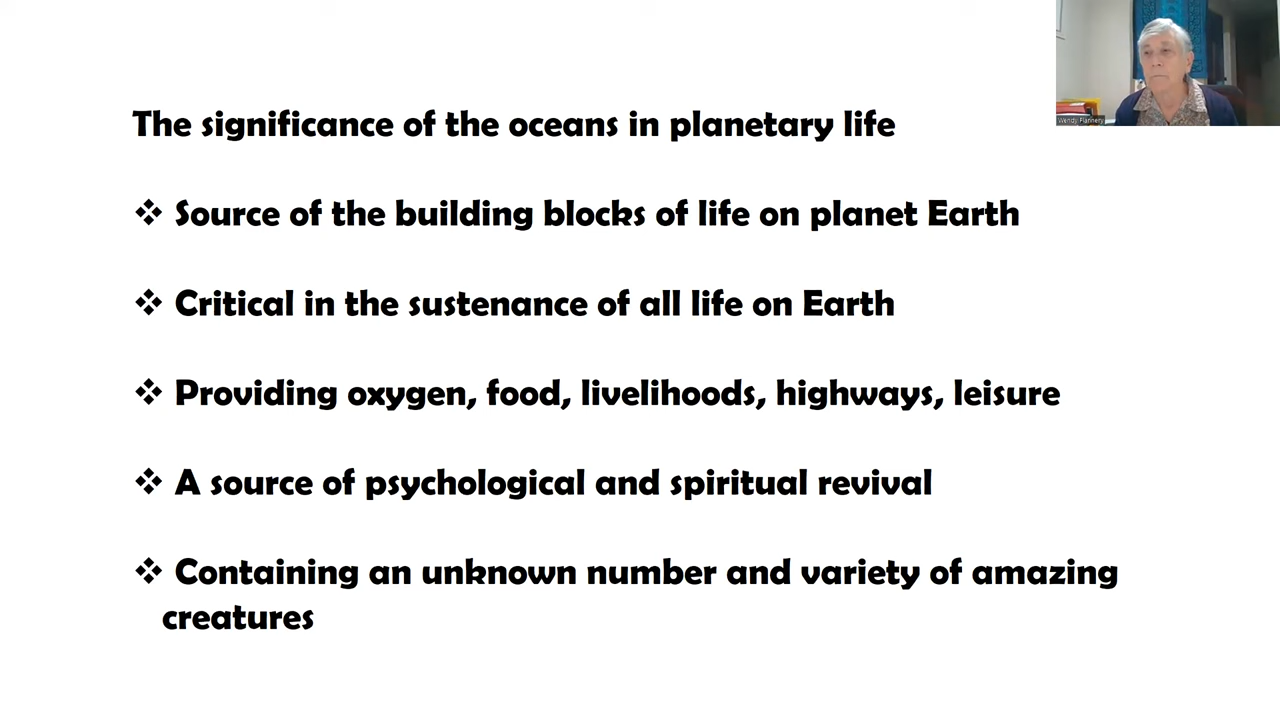 Wendy Flannery
The significance of the oceans in planetary life
❖ Source of the building blocks of life on planet Earth
❖ Critical in the sustenance of all life on Earth
❖ Providing oxygen, food, livelihoods, highways, leisure
❖ A source of psychological and spiritual revival
❖ Containing an unknown number and variety of amazing
creatures